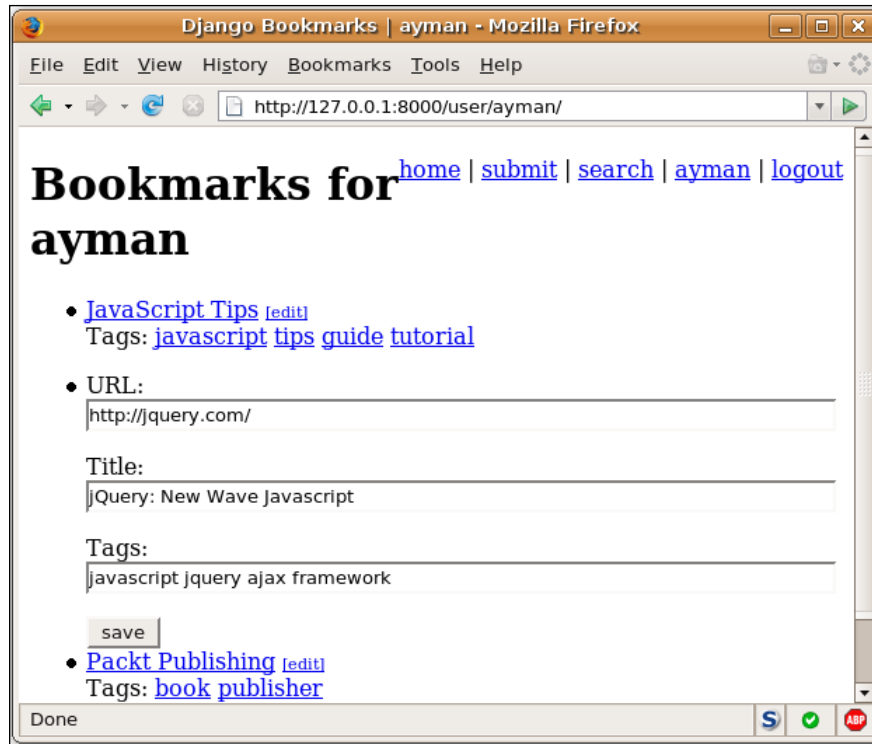 Django Bookmarks | ayman - Mozilla Firefox
File Edit View History Bookmarks Tools Help
http://127.0.0.1:8000/user/ayman/
home | submit | search | ayman | logout
Bookmarks for
ayman
JavaScript Tips [edit]
Tags: javascript tips guide tutorial
URL:
http://jquery.com/
Title:
jQuery: New Wave Javascript
Tags:
javascript jquery ajax framework
save
Packt Publishing [edit]
Tags: book publisher
Done
S
ABP